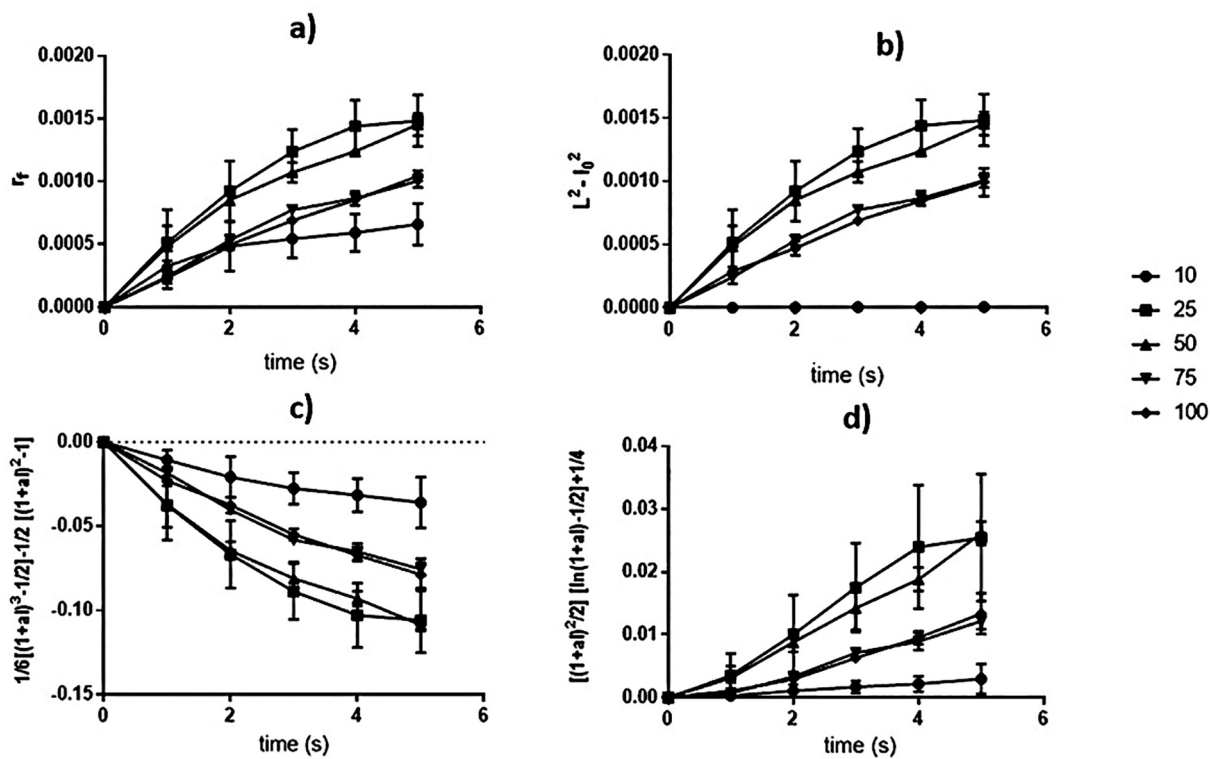 a)
0.0020
0.0015
0.0010
0.0005
0.0000
r_f
0 2 4 6
time (s)
b)
0.0020
0.0015
0.0010
0.0005
0.0000
L² - I₀²
0 2 4 6
time (s)
10
25
50
75
100
c)
0.00
-0.05
-0.10
-0.15
1/6[(1+al)³-1/2]-1/2 [(1+al)²-1]
0 2 4 6
time (s)
d)
0.04
0.03
0.02
0.01
0.00
[(1+al)²/2] [ln(1+al)-1/2]+1/4
0 2 4 6
time (s)